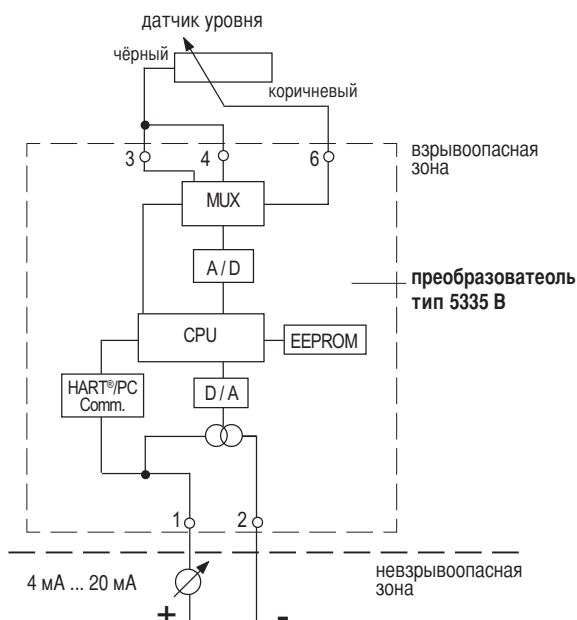 датчик уровня
чёрный
коричневый
3
4
6
взрывоопасная
зона
MUX
A / D
преобразоватеоль
тип 5335 B
CPU
EEPROM
HART®/PC
Comm.
D / A
1
2
4 мА ... 20 мА
невзрывоопасная
зона
+
-